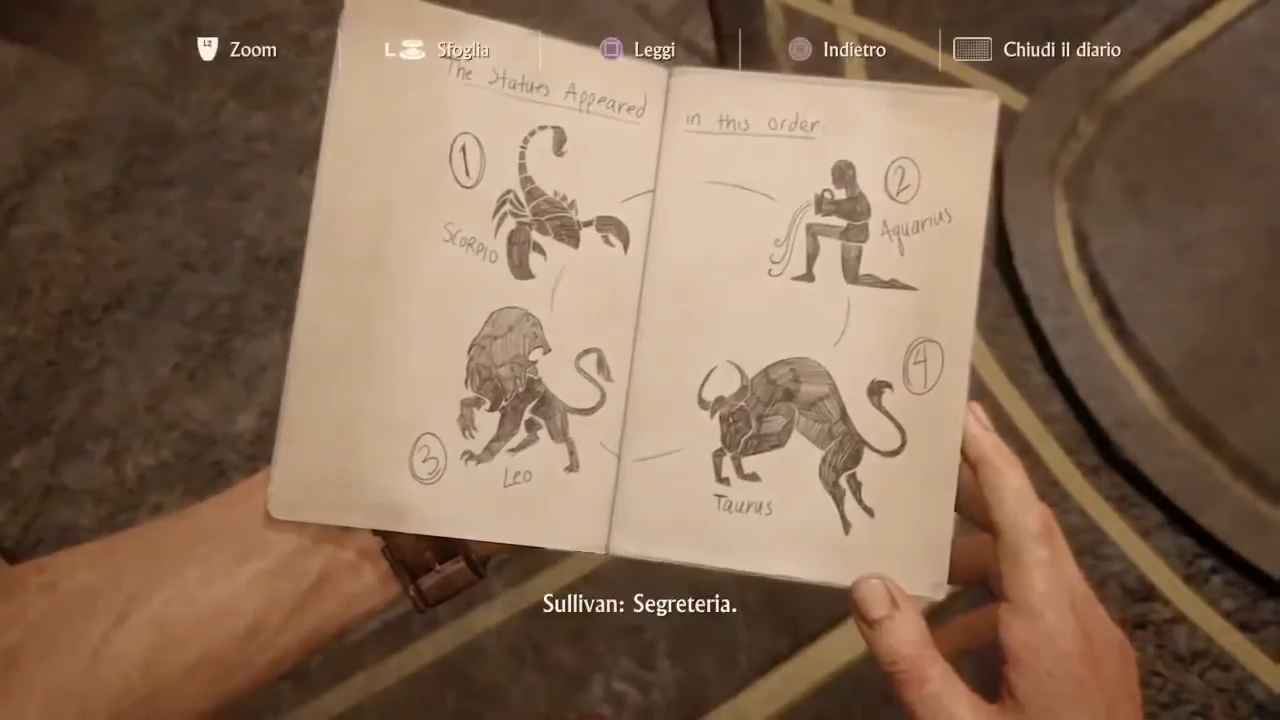 L2 Zoom
L Sfoglia
Leggi
Indietro
Chiudi il diario
The Statues Appeared
in this order:
1
2
SCORPIO
Aquarius
3
Leo
4
Taurus
Sullivan: Segreteria.